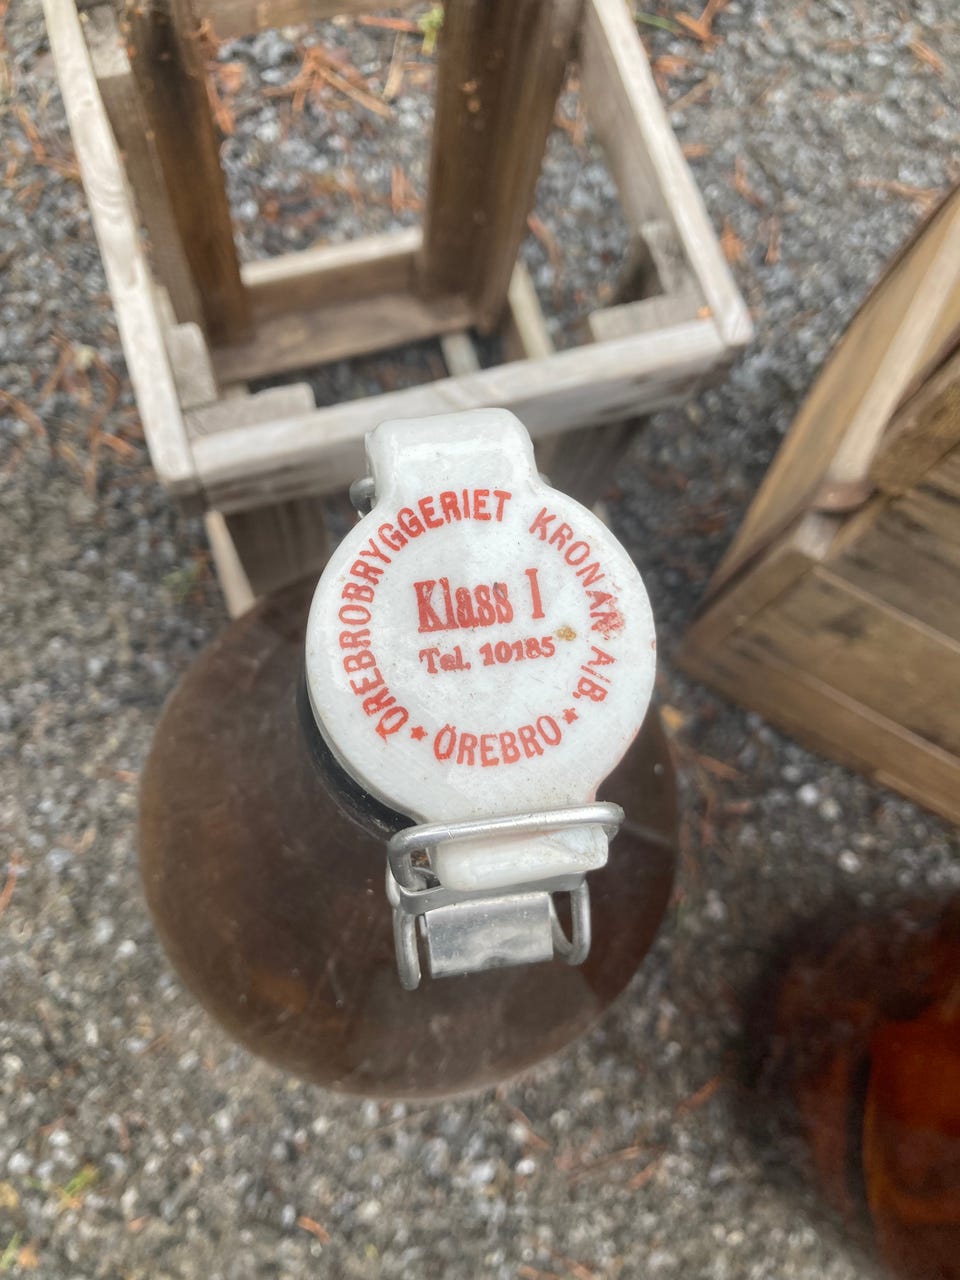 ÖREBROBRYGGERIET KRONAN A/B.
Klass I
Tel. 10185
* ÖREBRO *